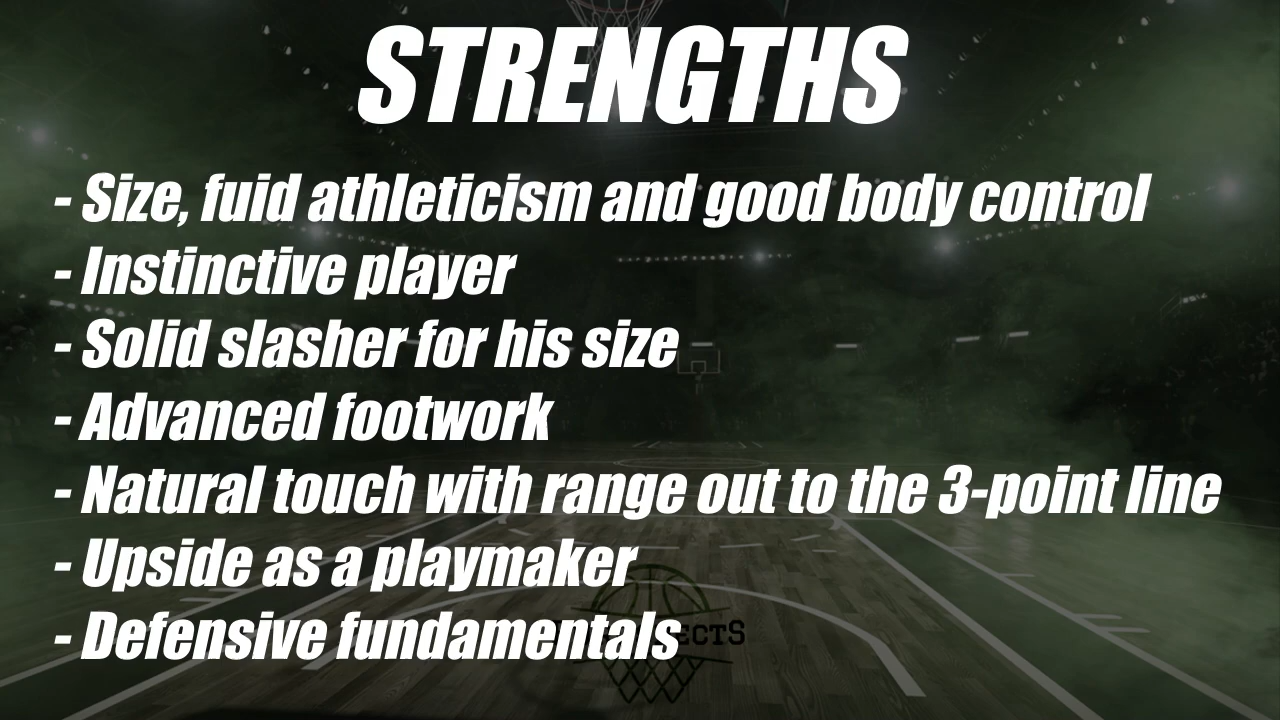 STRENGTHS
- Size, fuid athleticism and good body control
- Instinctive player
- Solid slasher for his size
- Advanced footwork
- Natural touch with range out to the 3-point line
- Upside as a playmaker
- Defensive fundamentals